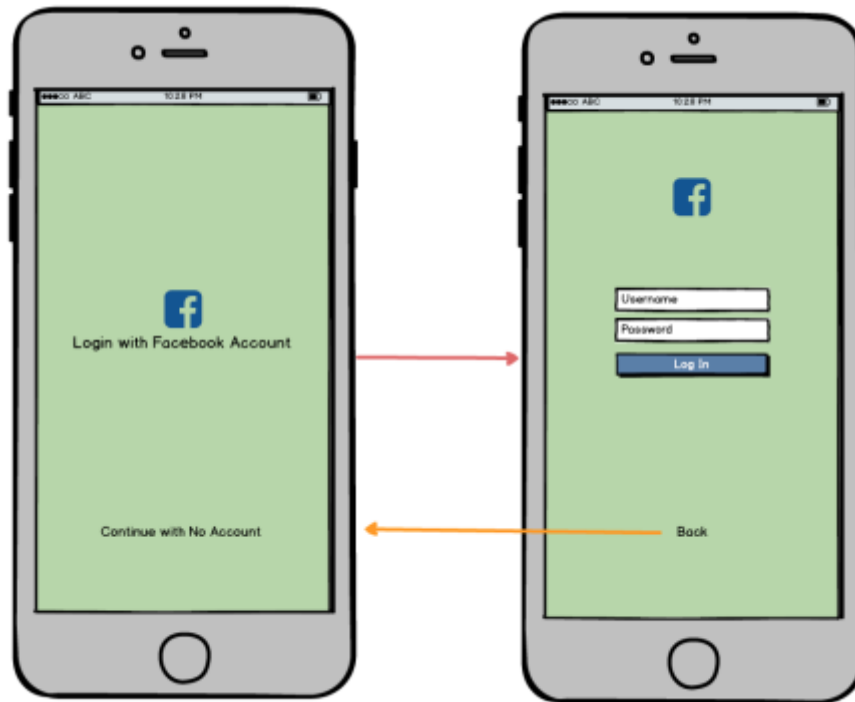 ABC 10:28 PM
Login with Facebook Account
Continue with No Account
ABC 10:28 PM
Username
Password
Log In
Back